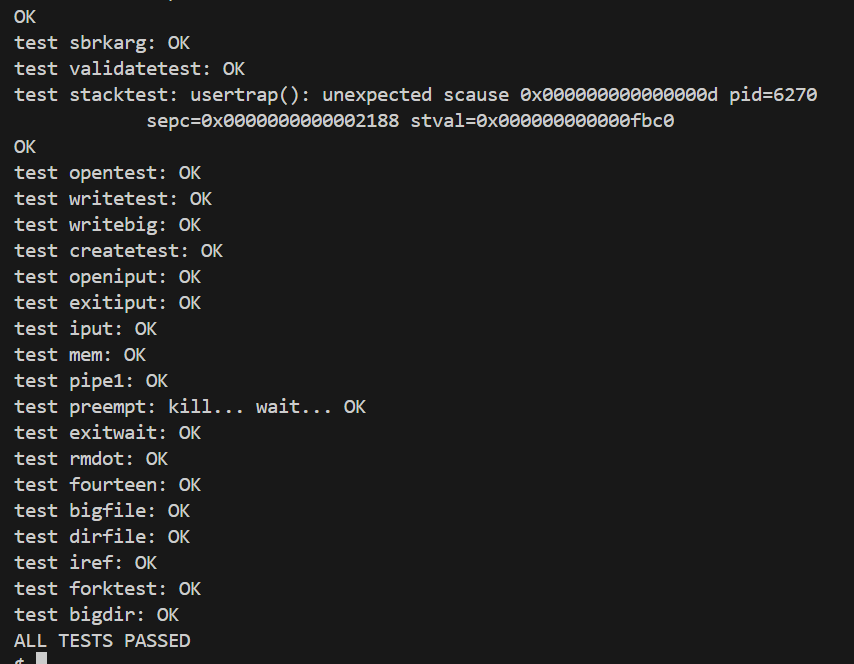 OK
test sbrkarg: OK
test validatetest: OK
test stacktest: usertrap(): unexpected scause 0x000000000000000d pid=6270
            sepc=0x0000000000002188 stval=0x000000000000fbc0
OK
test opentest: OK
test writetest: OK
test writebig: OK
test createtest: OK
test openiput: OK
test exitiput: OK
test iput: OK
test mem: OK
test pipe1: OK
test preempt: kill... wait... OK
test exitwait: OK
test rmdot: OK
test fourteen: OK
test bigfile: OK
test dirfile: OK
test iref: OK
test forktest: OK
test bigdir: OK
ALL TESTS PASSED
$